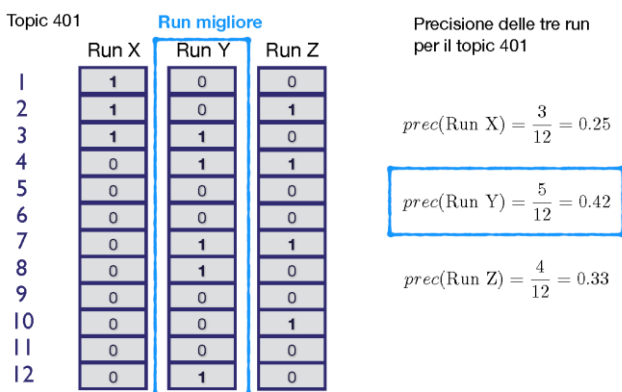 Topic 401
Run migliore
Precisione delle tre run
per il topic 401
Run X Run Y Run Z
1 1 0 0
2 1 0 1
3 1 1 0
4 0 1 1
5 0 0 0
6 0 0 0
7 0 1 1
8 0 1 0
9 0 0 0
10 0 0 1
11 0 0 0
12 0 1 0
prec(Run X) = 3/12 = 0.25
prec(Run Y) = 5/12 = 0.42
prec(Run Z) = 4/12 = 0.33